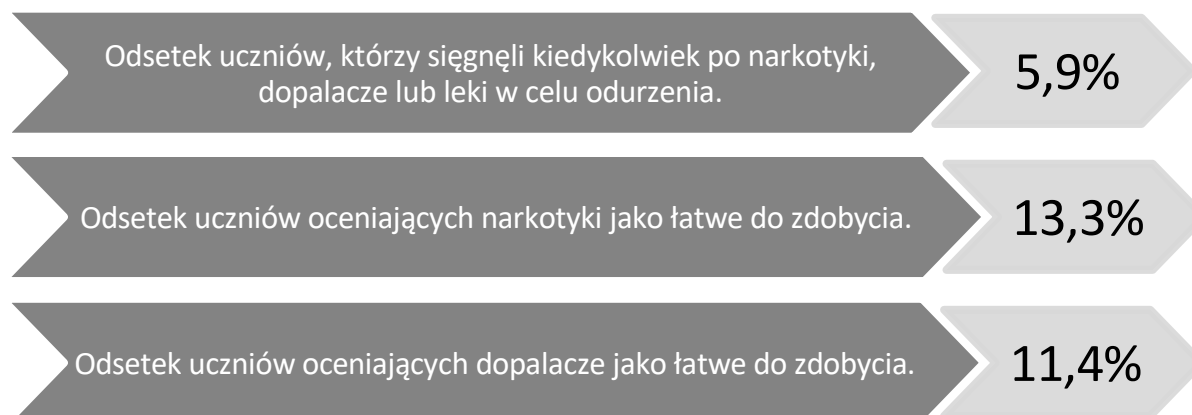 Odsetek uczniów, którzy sięgnęli kiedykolwiek po narkotyki,
dopalacze lub leki w celu odurzenia.
5,9%
Odsetek uczniów oceniających narkotyki jako łatwe do zdobycia.
13,3%
Odsetek uczniów oceniających dopalacze jako łatwe do zdobycia.
11,4%